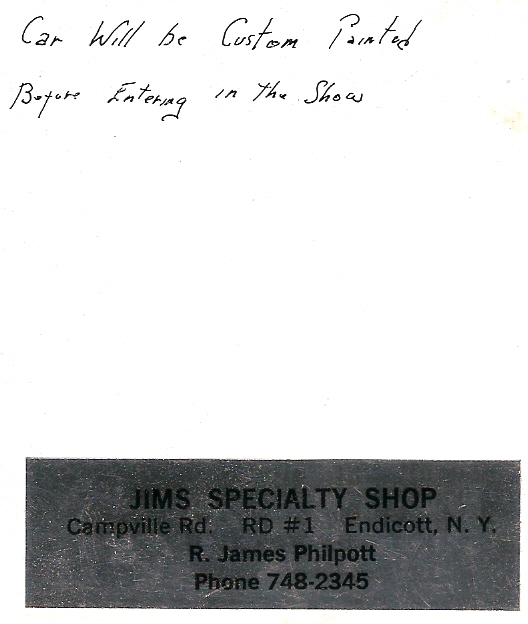 Car Will be Custom Painted
Before Entering in the Show
JIMS SPECIALTY SHOP
Campville Rd. RD #1 Endicott, N. Y.
R. James Philpott
Phone 748-2345